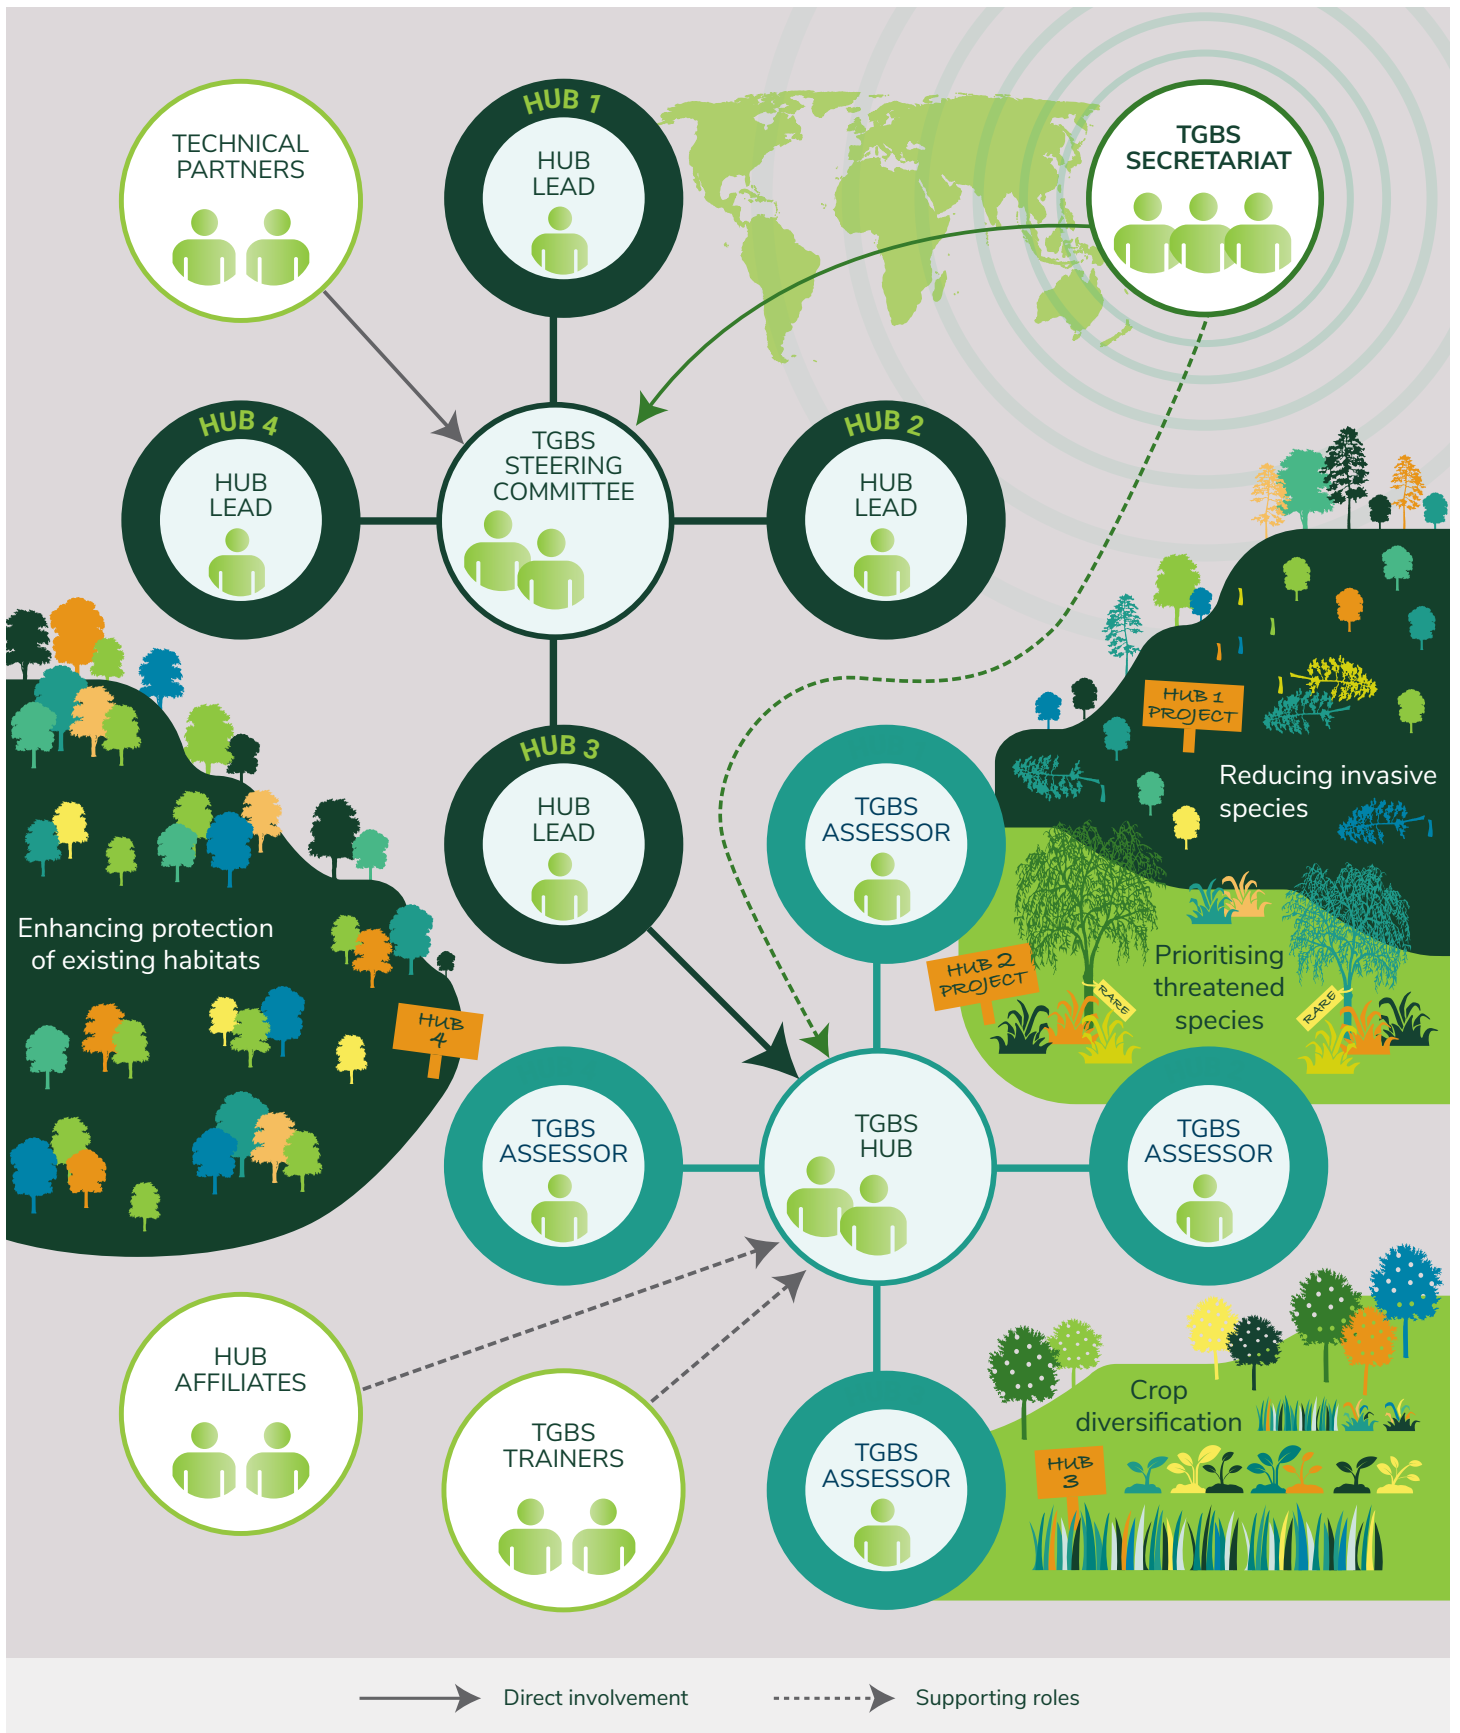 TECHNICAL
PARTNERS
HUB 1
HUB
LEAD
TGBS
SECRETARIAT
HUB 4
HUB
LEAD
TGBS
STEERING
COMMITTEE
HUB 2
HUB
LEAD
HUB 1
PROJECT
Reducing invasive
species
HUB 3
HUB
LEAD
TGBS
ASSESSOR
Enhancing protection
of existing habitats
HUB
4
HUB 2
PROJECT
Prioritising
threatened
species
RARE
RARE
TGBS
ASSESSOR
TGBS
HUB
TGBS
ASSESSOR
HUB
AFFILIATES
TGBS
TRAINERS
TGBS
ASSESSOR
Crop
diversification
HUB
3
Direct involvement
Supporting roles